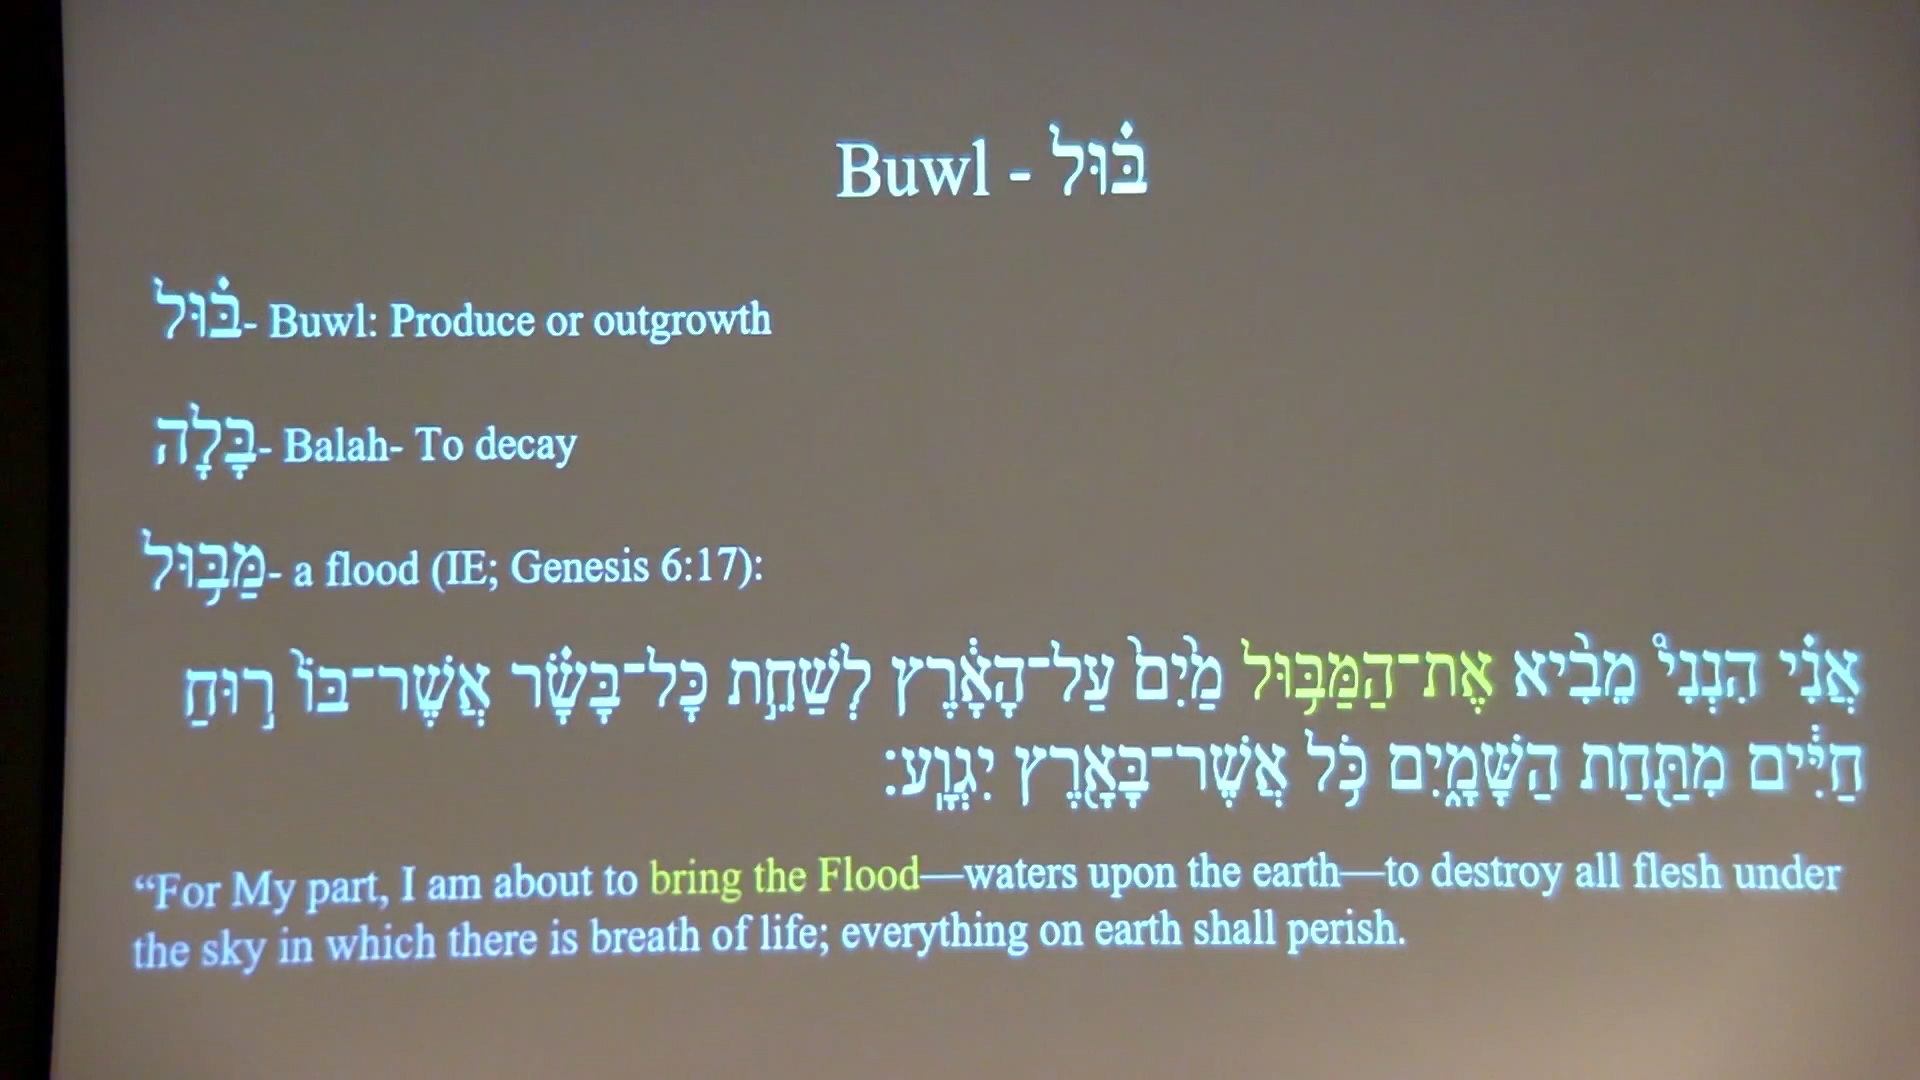 Buwl - בּ֗וּל
בּ֗וּל- Buwl: Produce or outgrowth
בָּלָה- Balah- To decay
מַּבּ֥וּל- a flood (IE; Genesis 6:17):
אֲנִ֗י הִנְנִי֩ מֵבִ֨יא אֶת־הַמַּבּ֥וּל מַ֙יִם֙ עַל־הָאָ֔רֶץ לְשַׁחֵ֣ת כָּל־בָּשָׂ֗ר אֲשֶׁר־בּוֹ֙ ר֣וּחַ
חַיִּ֔ים מִתַּ֖חַת הַשָּׁמָ֑יִם כֹּ֥ל אֲשֶׁר־בָּאָ֖רֶץ יִגְוָֽע׃
“For My part, I am about to bring the Flood—waters upon the earth—to destroy all flesh under
the sky in which there is breath of life; everything on earth shall perish.